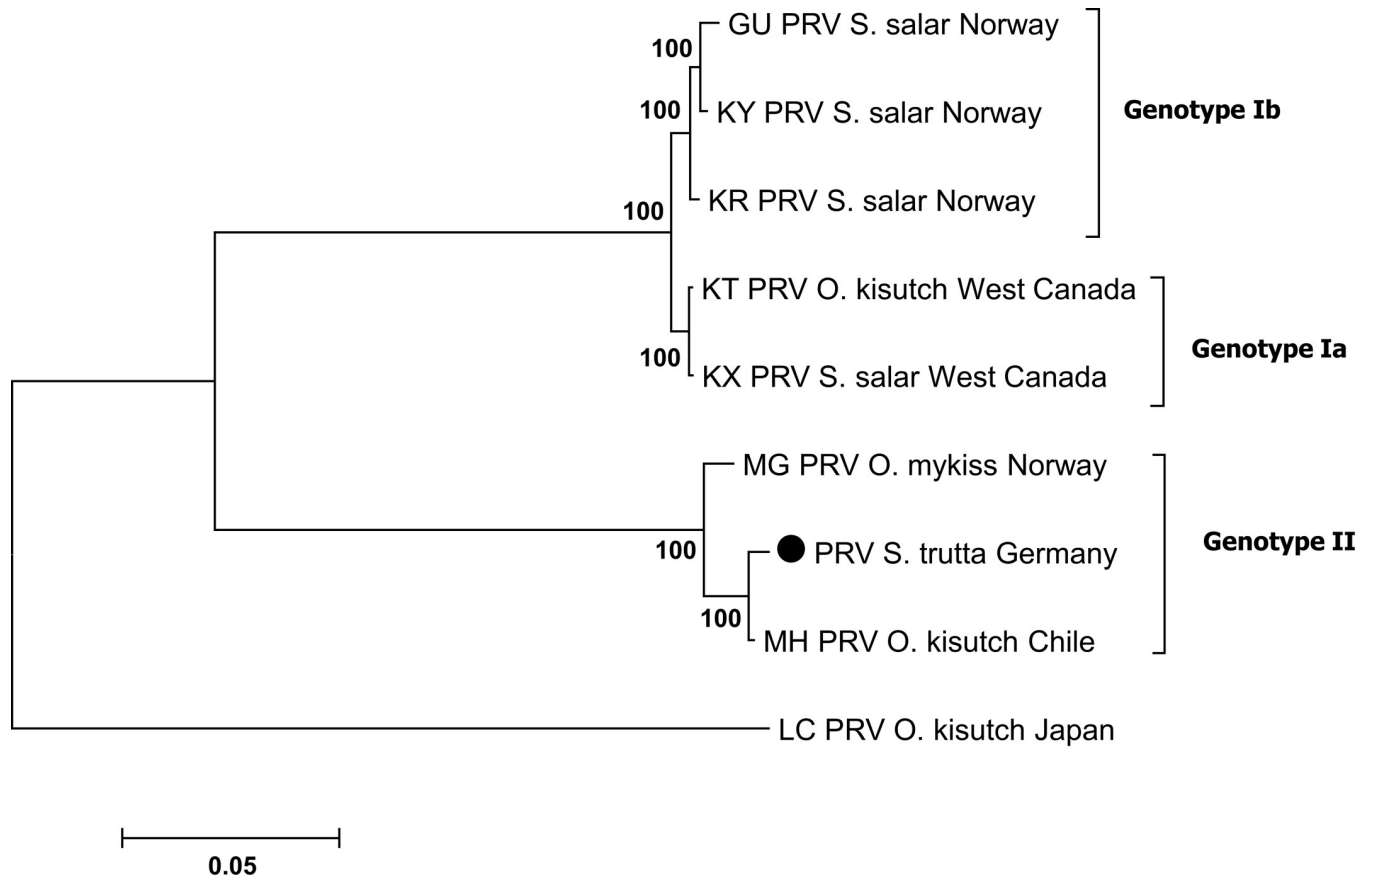 GU PRV S. salar Norway
100
100
KY PRV S. salar Norway
Genotype Ib
KR PRV S. salar Norway
100
KT PRV O. kisutch West Canada
Genotype Ia
100
KX PRV S. salar West Canada
MG PRV O. mykiss Norway
Genotype II
100
PRV S. trutta Germany
100
MH PRV O. kisutch Chile
LC PRV O. kisutch Japan
0.05